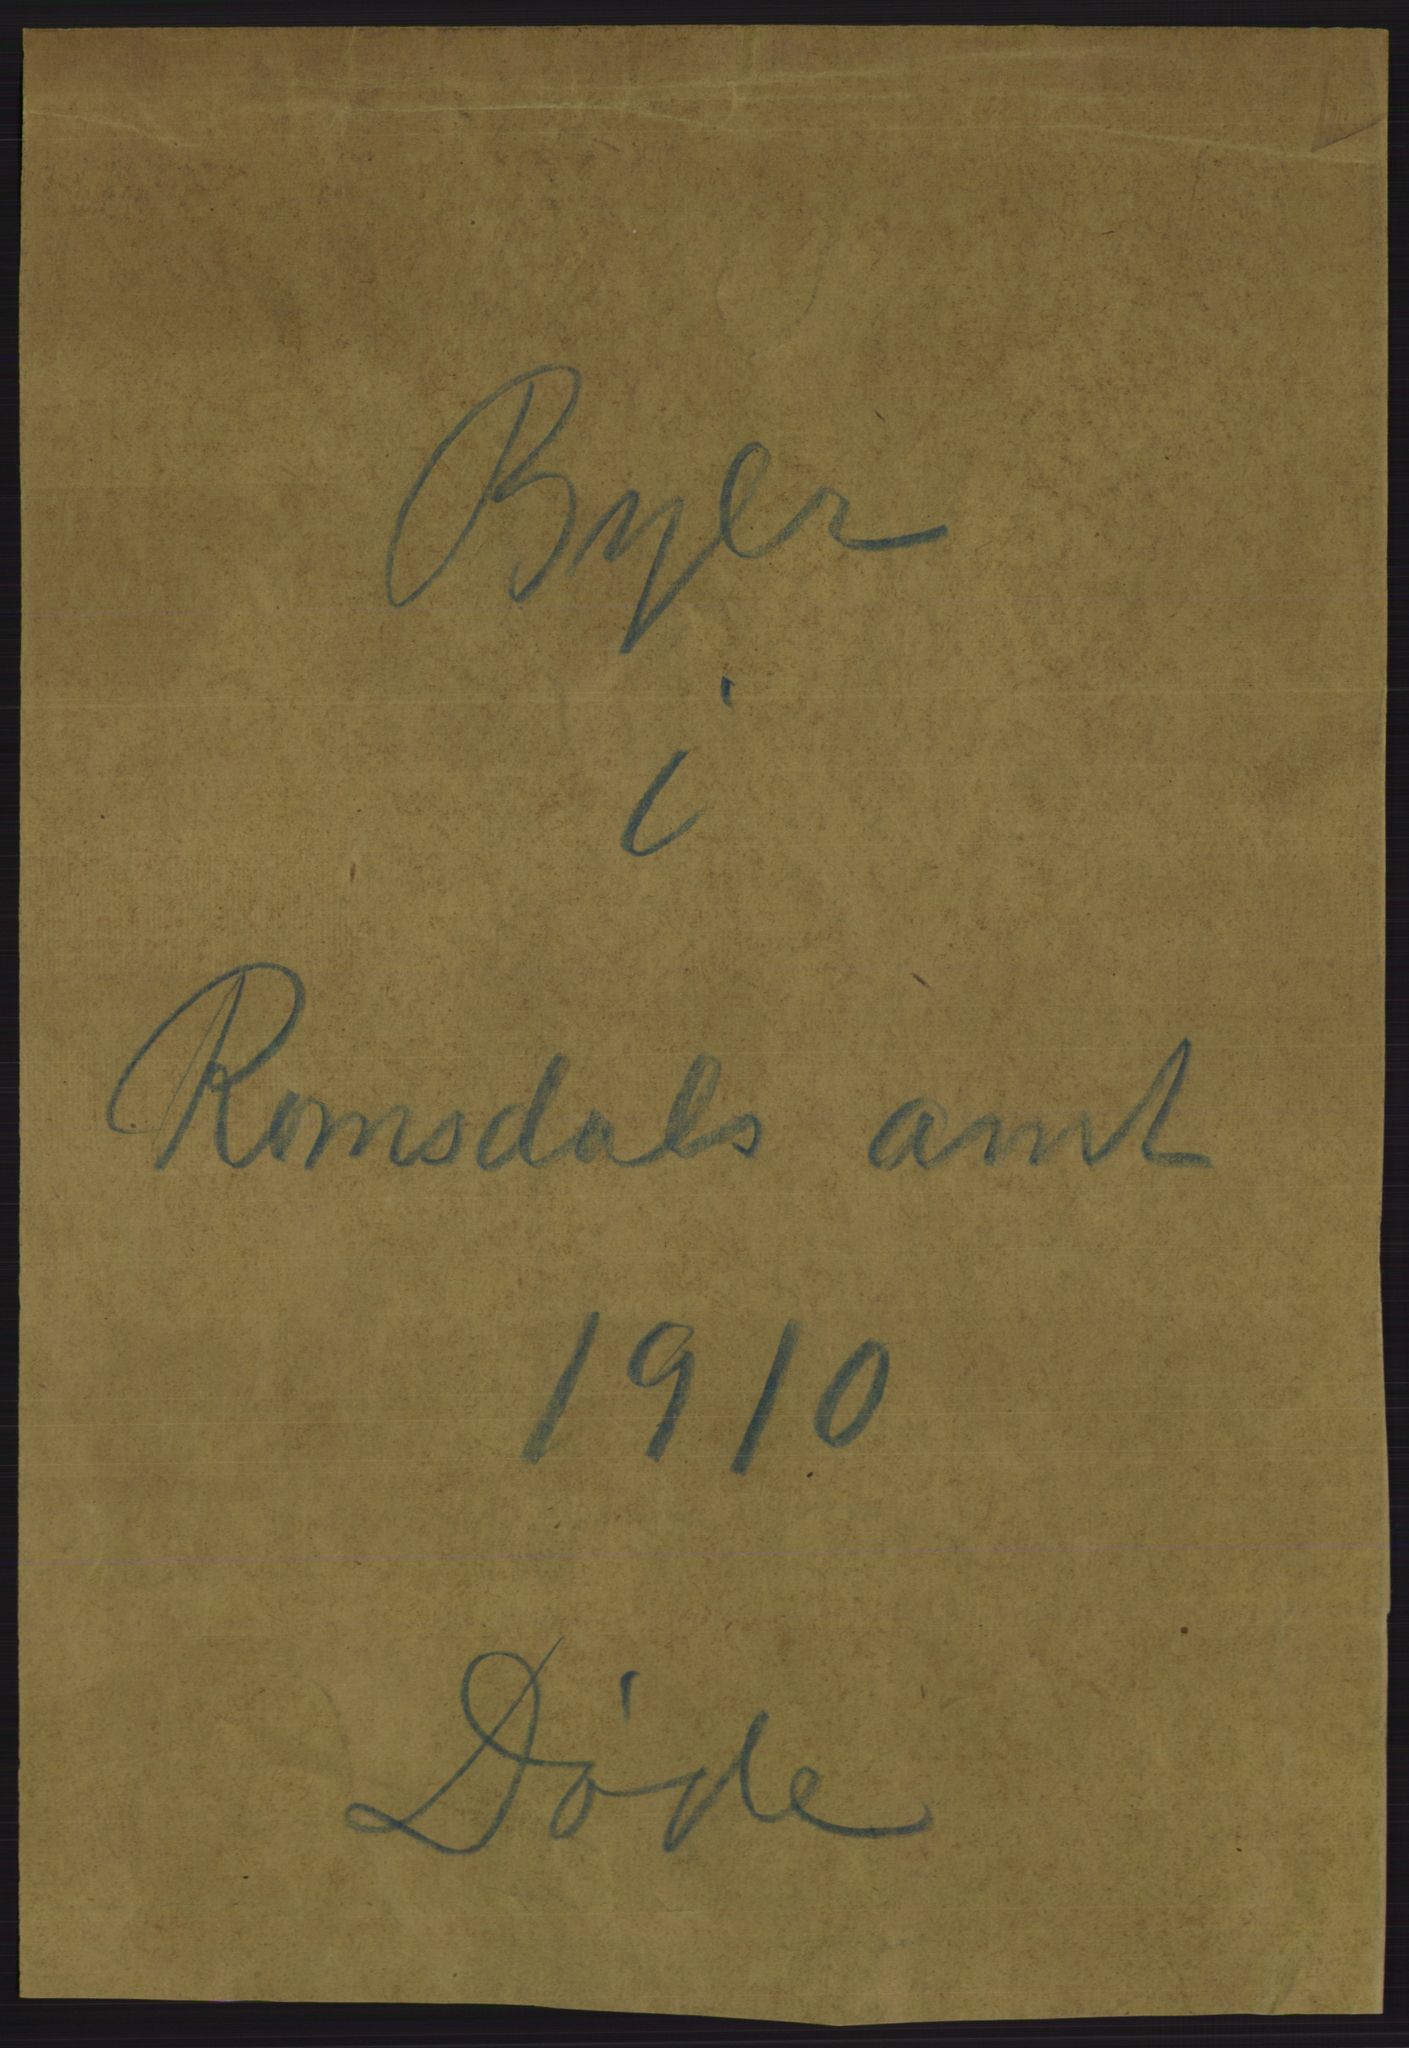 Byer
i
Romsdals amt
1910
Døde